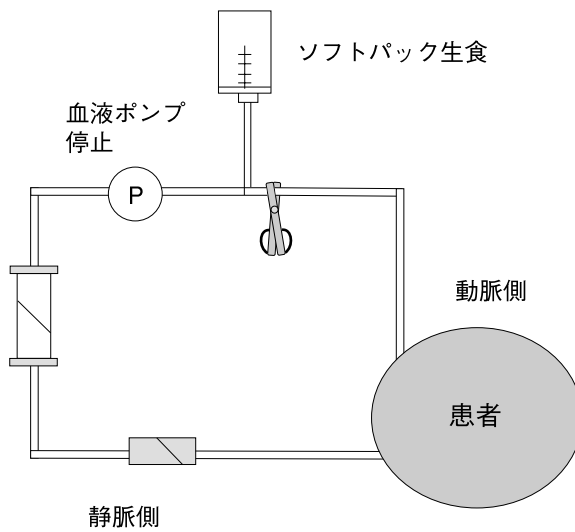 ソフトパック生食
血液ポンプ
停止
P
動脈側
患者
静脈側